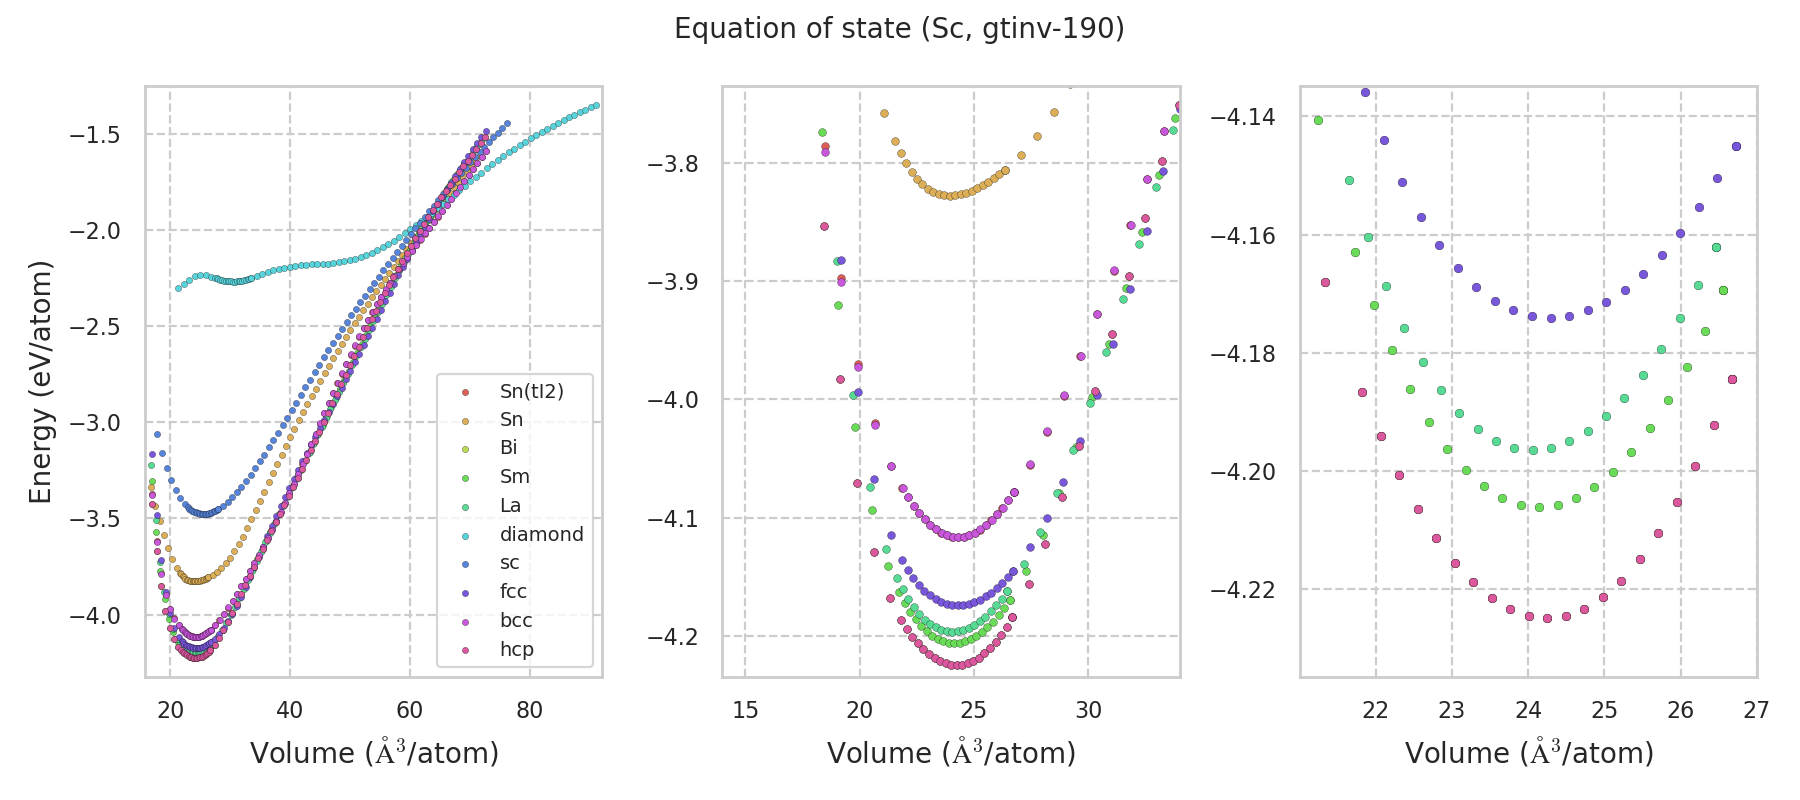 Equation of state (Sc, gtinv-190)
Energy (eV/atom)
−1.5
−2.0
−2.5
−3.0
−3.5
−4.0
20
40
60
80
Volume (Å³/atom)
Sn(tI2)
Sn
Bi
Sm
La
diamond
sc
fcc
bcc
hcp
−3.8
−3.9
−4.0
−4.1
−4.2
15
20
25
30
Volume (Å³/atom)
−4.14
−4.16
−4.18
−4.20
−4.22
22
23
24
25
26
27
Volume (Å³/atom)